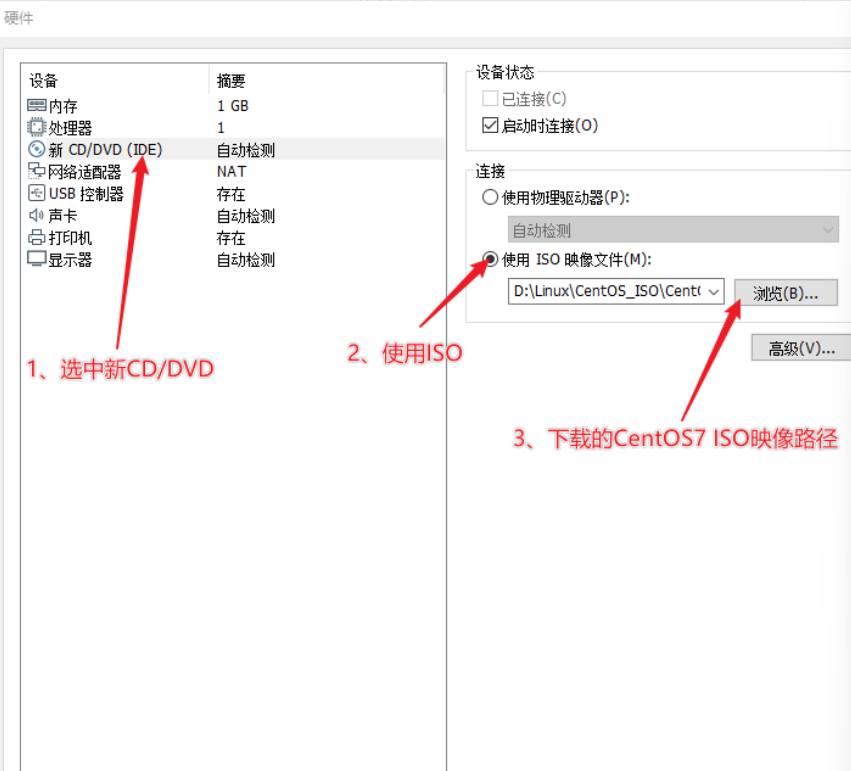 硬件
设备 摘要
内存 1 GB
处理器 1
新 CD/DVD (IDE) 自动检测
网络适配器 NAT
USB 控制器 存在
声卡 自动检测
打印机 存在
显示器 自动检测
1、选中新CD/DVD
设备状态
已连接(C)
启动时连接(O)
连接
使用物理驱动器(P):
自动检测
使用 ISO 映像文件(M):
D:\Linux\CentOS_ISO\Cent 浏览(B)...
2、使用ISO
高级(V)...
3、下载的CentOS7 ISO映像路径